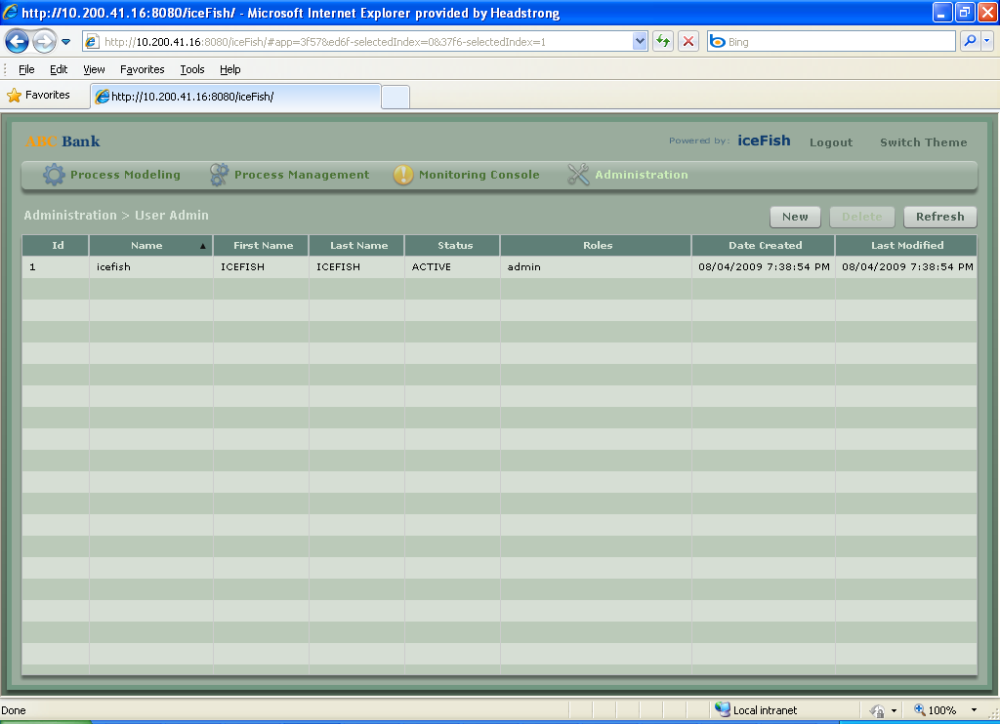 http://10.200.41.16:8080/iceFish/ - Microsoft Internet Explorer provided by Headstrong
http://10.200.41.16:8080/iceFish/#app=3f57&ed6f-selectedIndex=0&37f6-selectedIndex=1
Bing
File Edit View Favorites Tools Help
Favorites http://10.200.41.16:8080/iceFish/
ABC Bank Powered by: iceFish Logout Switch Theme
Process Modeling Process Management Monitoring Console Administration
Administration > User Admin New Delete Refresh
Id Name First Name Last Name Status Roles Date Created Last Modified
1 icefish ICEFISH ICEFISH ACTIVE admin 08/04/2009 7:38:54 PM 08/04/2009 7:38:54 PM
Done Local intranet 100%